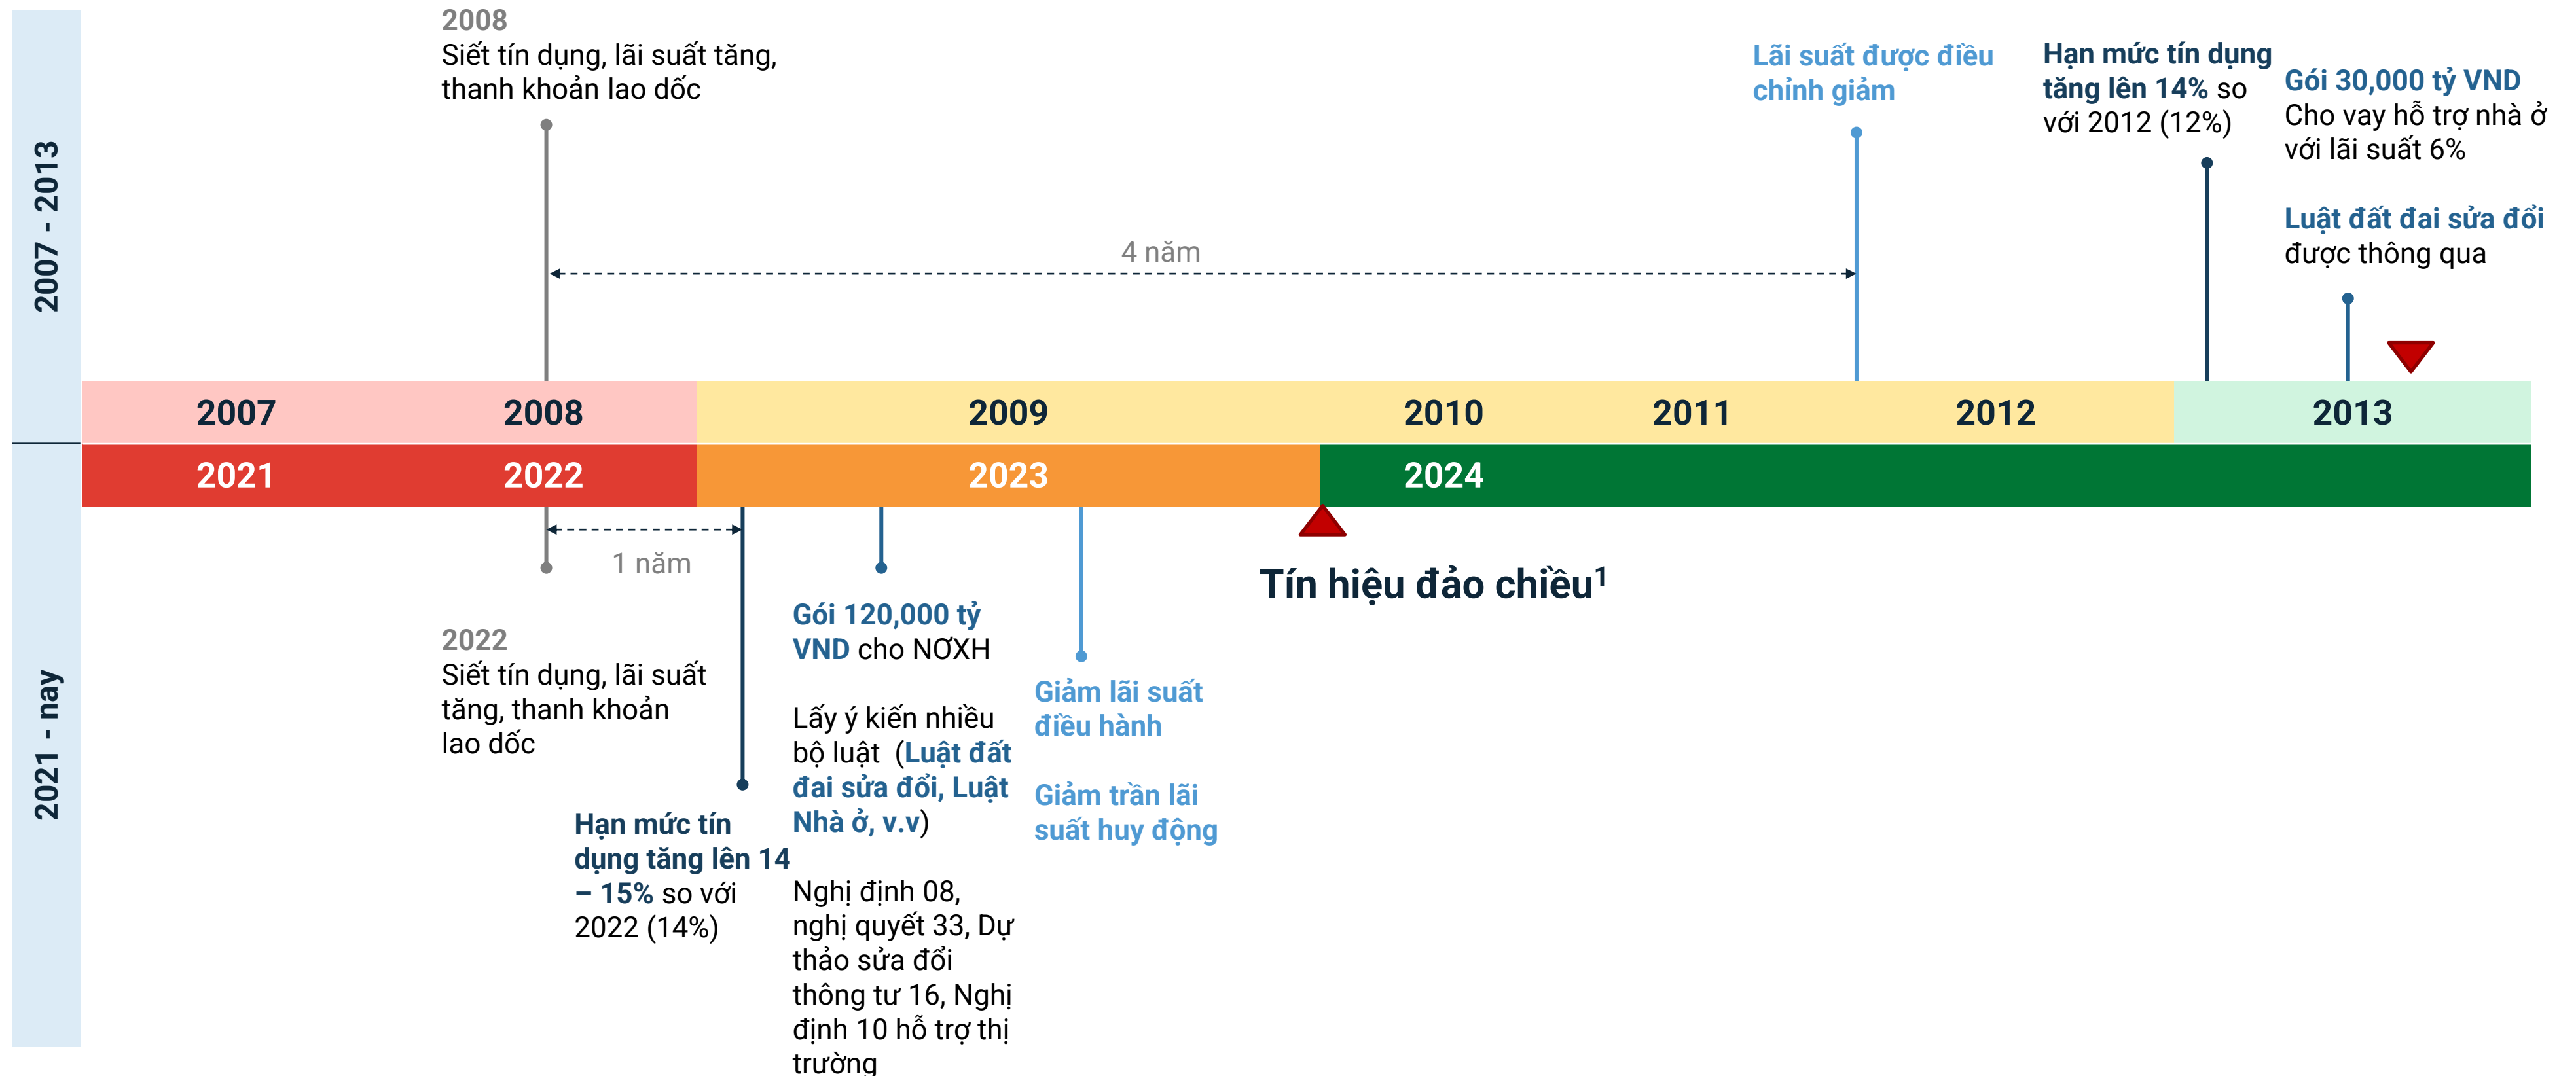 2007 - 2013
2008
Siết tín dụng, lãi suất tăng,
thanh khoản lao dốc
4 năm
Lãi suất được điều
chỉnh giảm
Hạn mức tín dụng
tăng lên 14% so
với 2012 (12%)
Gói 30,000 tỷ VND
Cho vay hỗ trợ nhà ở
với lãi suất 6%
Luật đất đai sửa đổi
được thông qua
2007 2008 2009 2010 2011 2012 2013
2021 2022 2023 2024
2021 - nay
1 năm
2022
Siết tín dụng, lãi suất
tăng, thanh khoản
lao dốc
Hạn mức tín
dụng tăng lên 14
– 15% so với
2022 (14%)
Gói 120,000 tỷ
VND cho NƠXH
Lấy ý kiến nhiều
bộ luật (Luật đất
đai sửa đổi, Luật
Nhà ở, v.v)
Nghị định 08,
nghị quyết 33, Dự
thảo sửa đổi
thông tư 16, Nghị
định 10 hỗ trợ thị
trường
Giảm lãi suất
điều hành
Giảm trần lãi
suất huy động
Tín hiệu đảo chiều¹